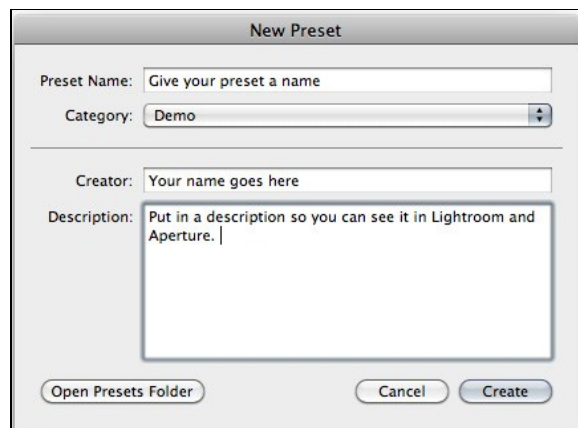 New Preset
Preset Name: Give your preset a name
Category: Demo
Creator: Your name goes here
Description: Put in a description so you can see it in Lightroom and
Aperture.
Open Presets Folder Cancel Create